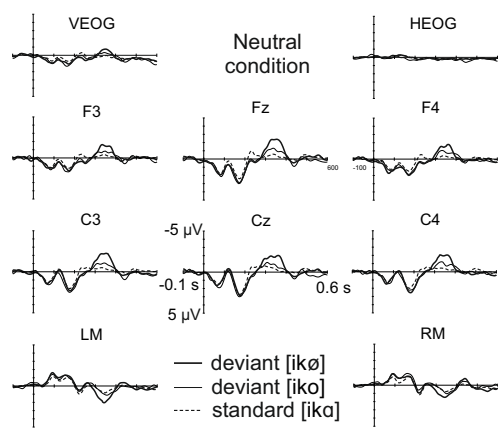 VEOG
Neutral
condition
HEOG
F3
Fz
F4
600
-100
C3
-5 µV
Cz
C4
-0.1 s
0.6 s
5 µV
LM
RM
deviant [ikø]
deviant [iko]
standard [ikɑ]